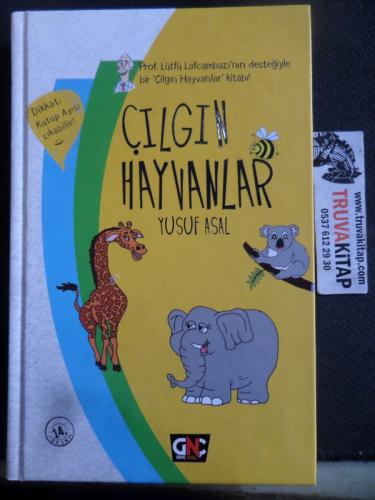 Prof. Lütfü Lafcambazı'nın desteğiyle
bir 'Çılgın Hayvanlar' kitabı!
Dikkat:
Kutup Ayısı
çıkabilir!
ÇILGIN
HAYVANLAR
YUSUF ASAL
14.
GNÇ
www.truvakitap.com
TRUVAKİTAP
0537 612 29 30